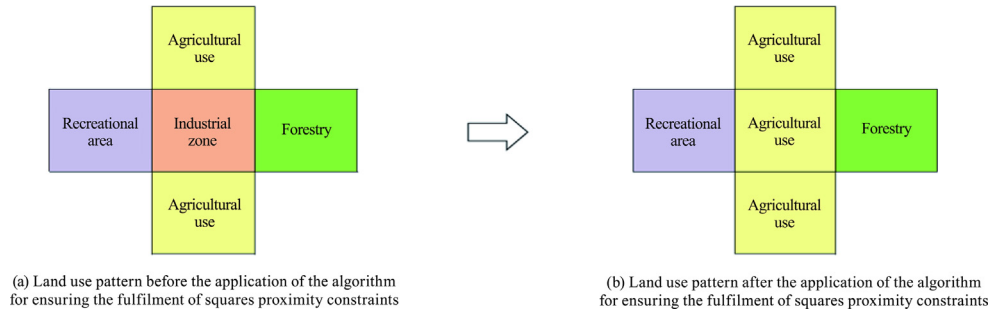 Agricultural
use
Recreational
area
Industrial
zone
Forestry
Agricultural
use
(a) Land use pattern before the application of the algorithm
for ensuring the fulfilment of squares proximity constraints
Agricultural
use
Recreational
area
Agricultural
use
Forestry
Agricultural
use
(b) Land use pattern after the application of the algorithm
for ensuring the fulfilment of squares proximity constraints